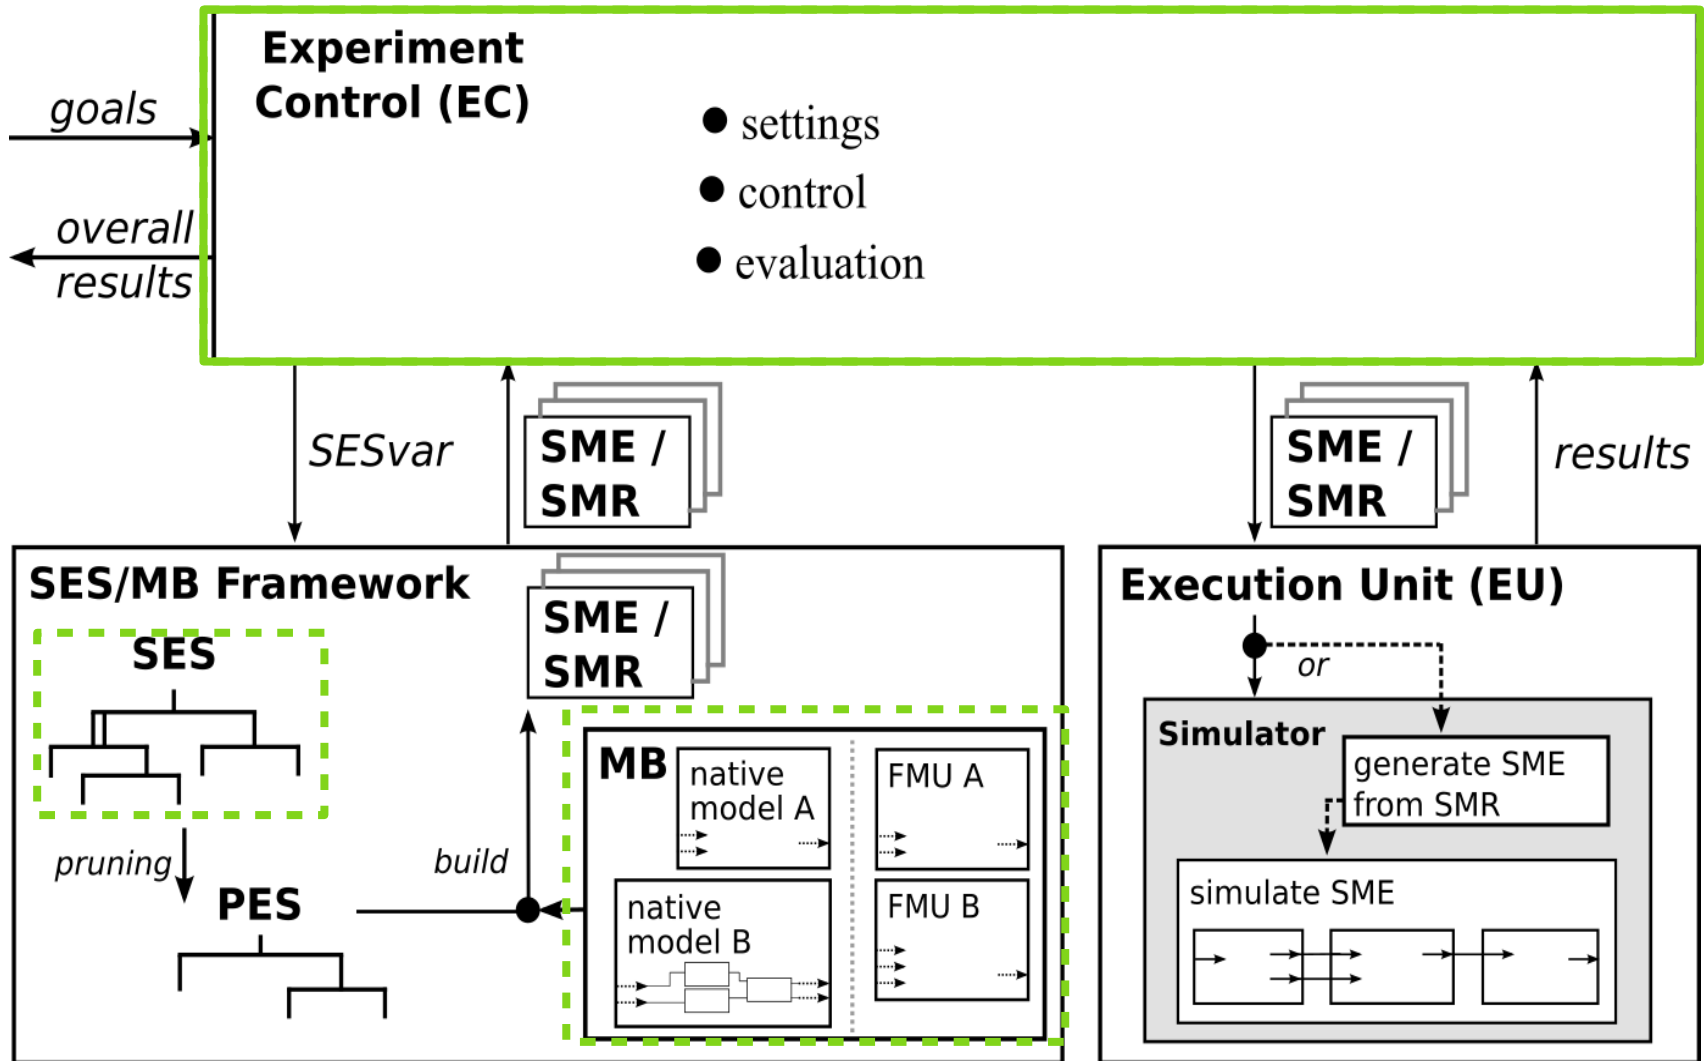 Experiment
Control (EC)
goals
overall
results
● settings
● control
● evaluation
SESvar
SME /
SMR
SME /
SMR
results
SES/MB Framework
SES
pruning
PES
build
SME /
SMR
MB
native
model A
FMU A
native
model B
FMU B
Execution Unit (EU)
or
Simulator
generate SME
from SMR
simulate SME